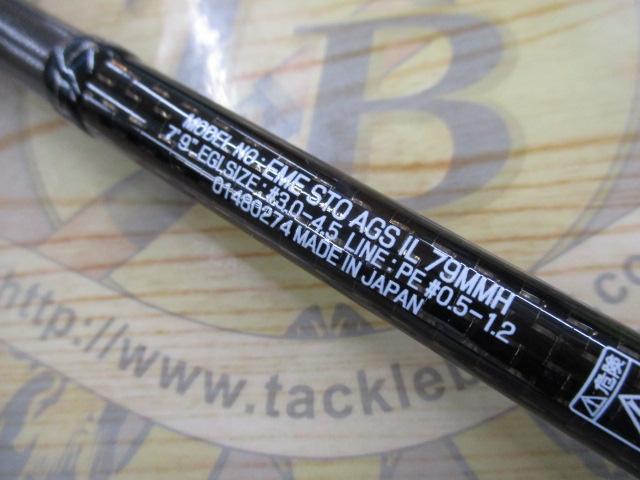 MODEL NO.:EME STO AGS IL 79MMH
7'9" EGI.SIZE:#3.0-4.5 LINE:PE #0.5-1.2
01480274 MADE IN JAPAN
危険
B
http://www.tackleb